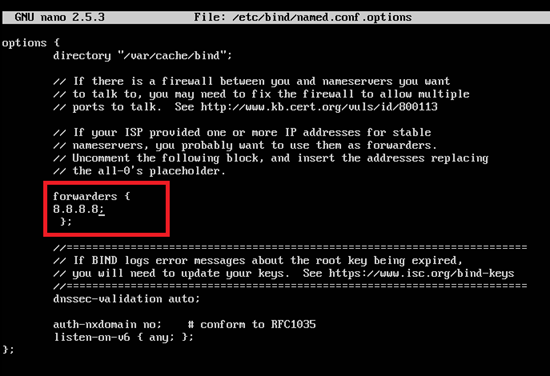 GNU nano 2.5.3 File: /etc/bind/named.conf.options
options {
directory "/var/cache/bind";
// If there is a firewall between you and nameservers you want
// to talk to, you may need to fix the firewall to allow multiple
// ports to talk.  See http://www.kb.cert.org/vuls/id/800113
// If your ISP provided one or more IP addresses for stable
// nameservers, you probably want to use them as forwarders.
// Uncomment the following block, and insert the addresses replacing
// the all-0's placeholder.
forwarders {
8.8.8.8;
};
//========================================================================
// If BIND logs error messages about the root key being expired,
// you will need to update your keys.  See https://www.isc.org/bind-keys
//========================================================================
dnssec-validation auto;
auth-nxdomain no;    # conform to RFC1035
listen-on-v6 { any; };
};